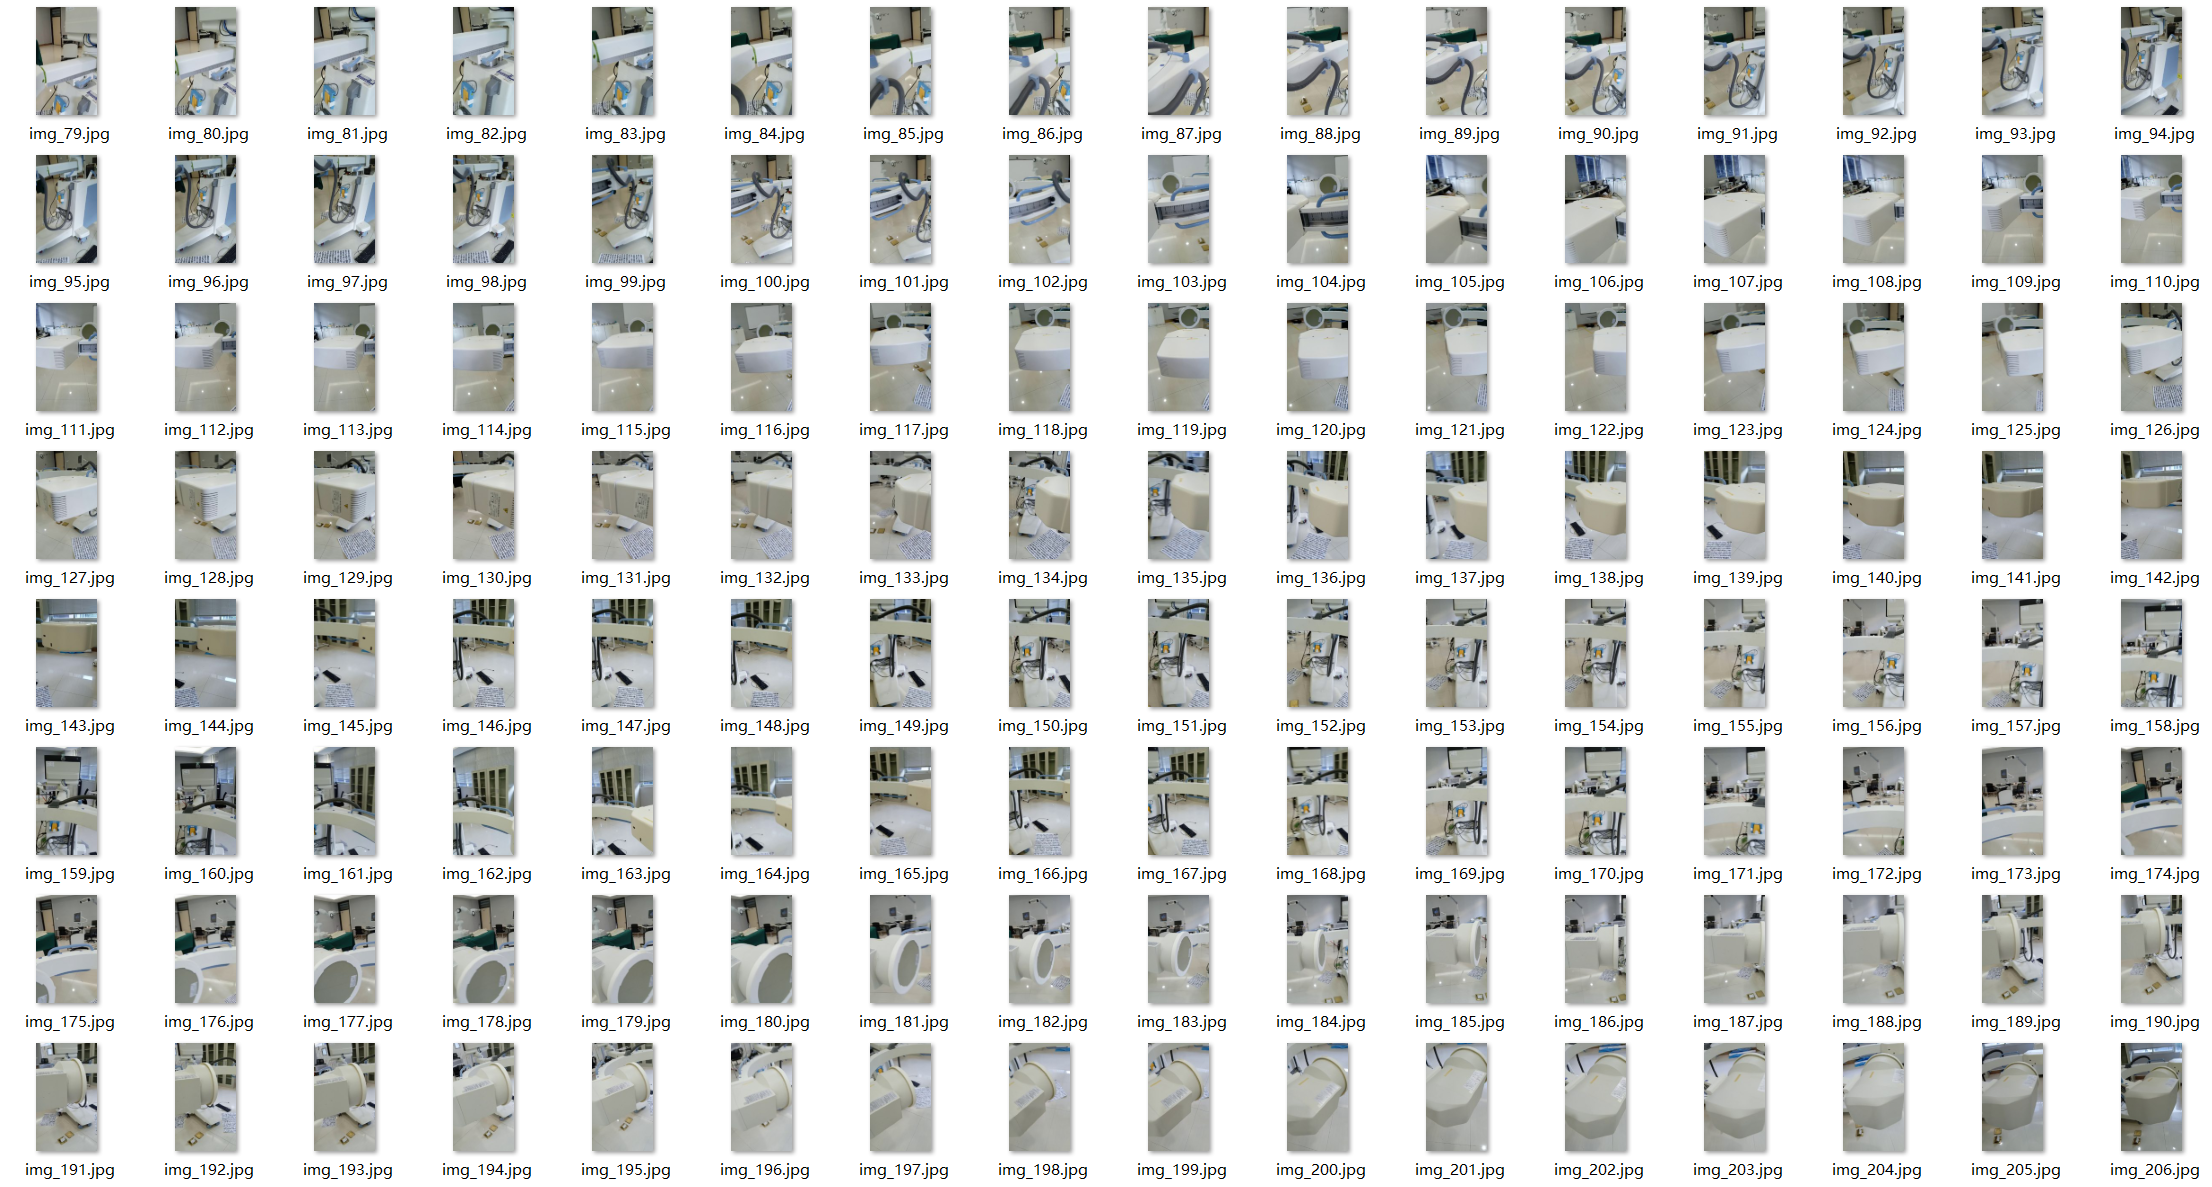 img_79.jpg img_80.jpg img_81.jpg img_82.jpg img_83.jpg img_84.jpg img_85.jpg img_86.jpg img_87.jpg img_88.jpg img_89.jpg img_90.jpg img_91.jpg img_92.jpg img_93.jpg img_94.jpg
img_95.jpg img_96.jpg img_97.jpg img_98.jpg img_99.jpg img_100.jpg img_101.jpg img_102.jpg img_103.jpg img_104.jpg img_105.jpg img_106.jpg img_107.jpg img_108.jpg img_109.jpg img_110.jpg
img_111.jpg img_112.jpg img_113.jpg img_114.jpg img_115.jpg img_116.jpg img_117.jpg img_118.jpg img_119.jpg img_120.jpg img_121.jpg img_122.jpg img_123.jpg img_124.jpg img_125.jpg img_126.jpg
img_127.jpg img_128.jpg img_129.jpg img_130.jpg img_131.jpg img_132.jpg img_133.jpg img_134.jpg img_135.jpg img_136.jpg img_137.jpg img_138.jpg img_139.jpg img_140.jpg img_141.jpg img_142.jpg
img_143.jpg img_144.jpg img_145.jpg img_146.jpg img_147.jpg img_148.jpg img_149.jpg img_150.jpg img_151.jpg img_152.jpg img_153.jpg img_154.jpg img_155.jpg img_156.jpg img_157.jpg img_158.jpg
img_159.jpg img_160.jpg img_161.jpg img_162.jpg img_163.jpg img_164.jpg img_165.jpg img_166.jpg img_167.jpg img_168.jpg img_169.jpg img_170.jpg img_171.jpg img_172.jpg img_173.jpg img_174.jpg
img_175.jpg img_176.jpg img_177.jpg img_178.jpg img_179.jpg img_180.jpg img_181.jpg img_182.jpg img_183.jpg img_184.jpg img_185.jpg img_186.jpg img_187.jpg img_188.jpg img_189.jpg img_190.jpg
img_191.jpg img_192.jpg img_193.jpg img_194.jpg img_195.jpg img_196.jpg img_197.jpg img_198.jpg img_199.jpg img_200.jpg img_201.jpg img_202.jpg img_203.jpg img_204.jpg img_205.jpg img_206.jpg